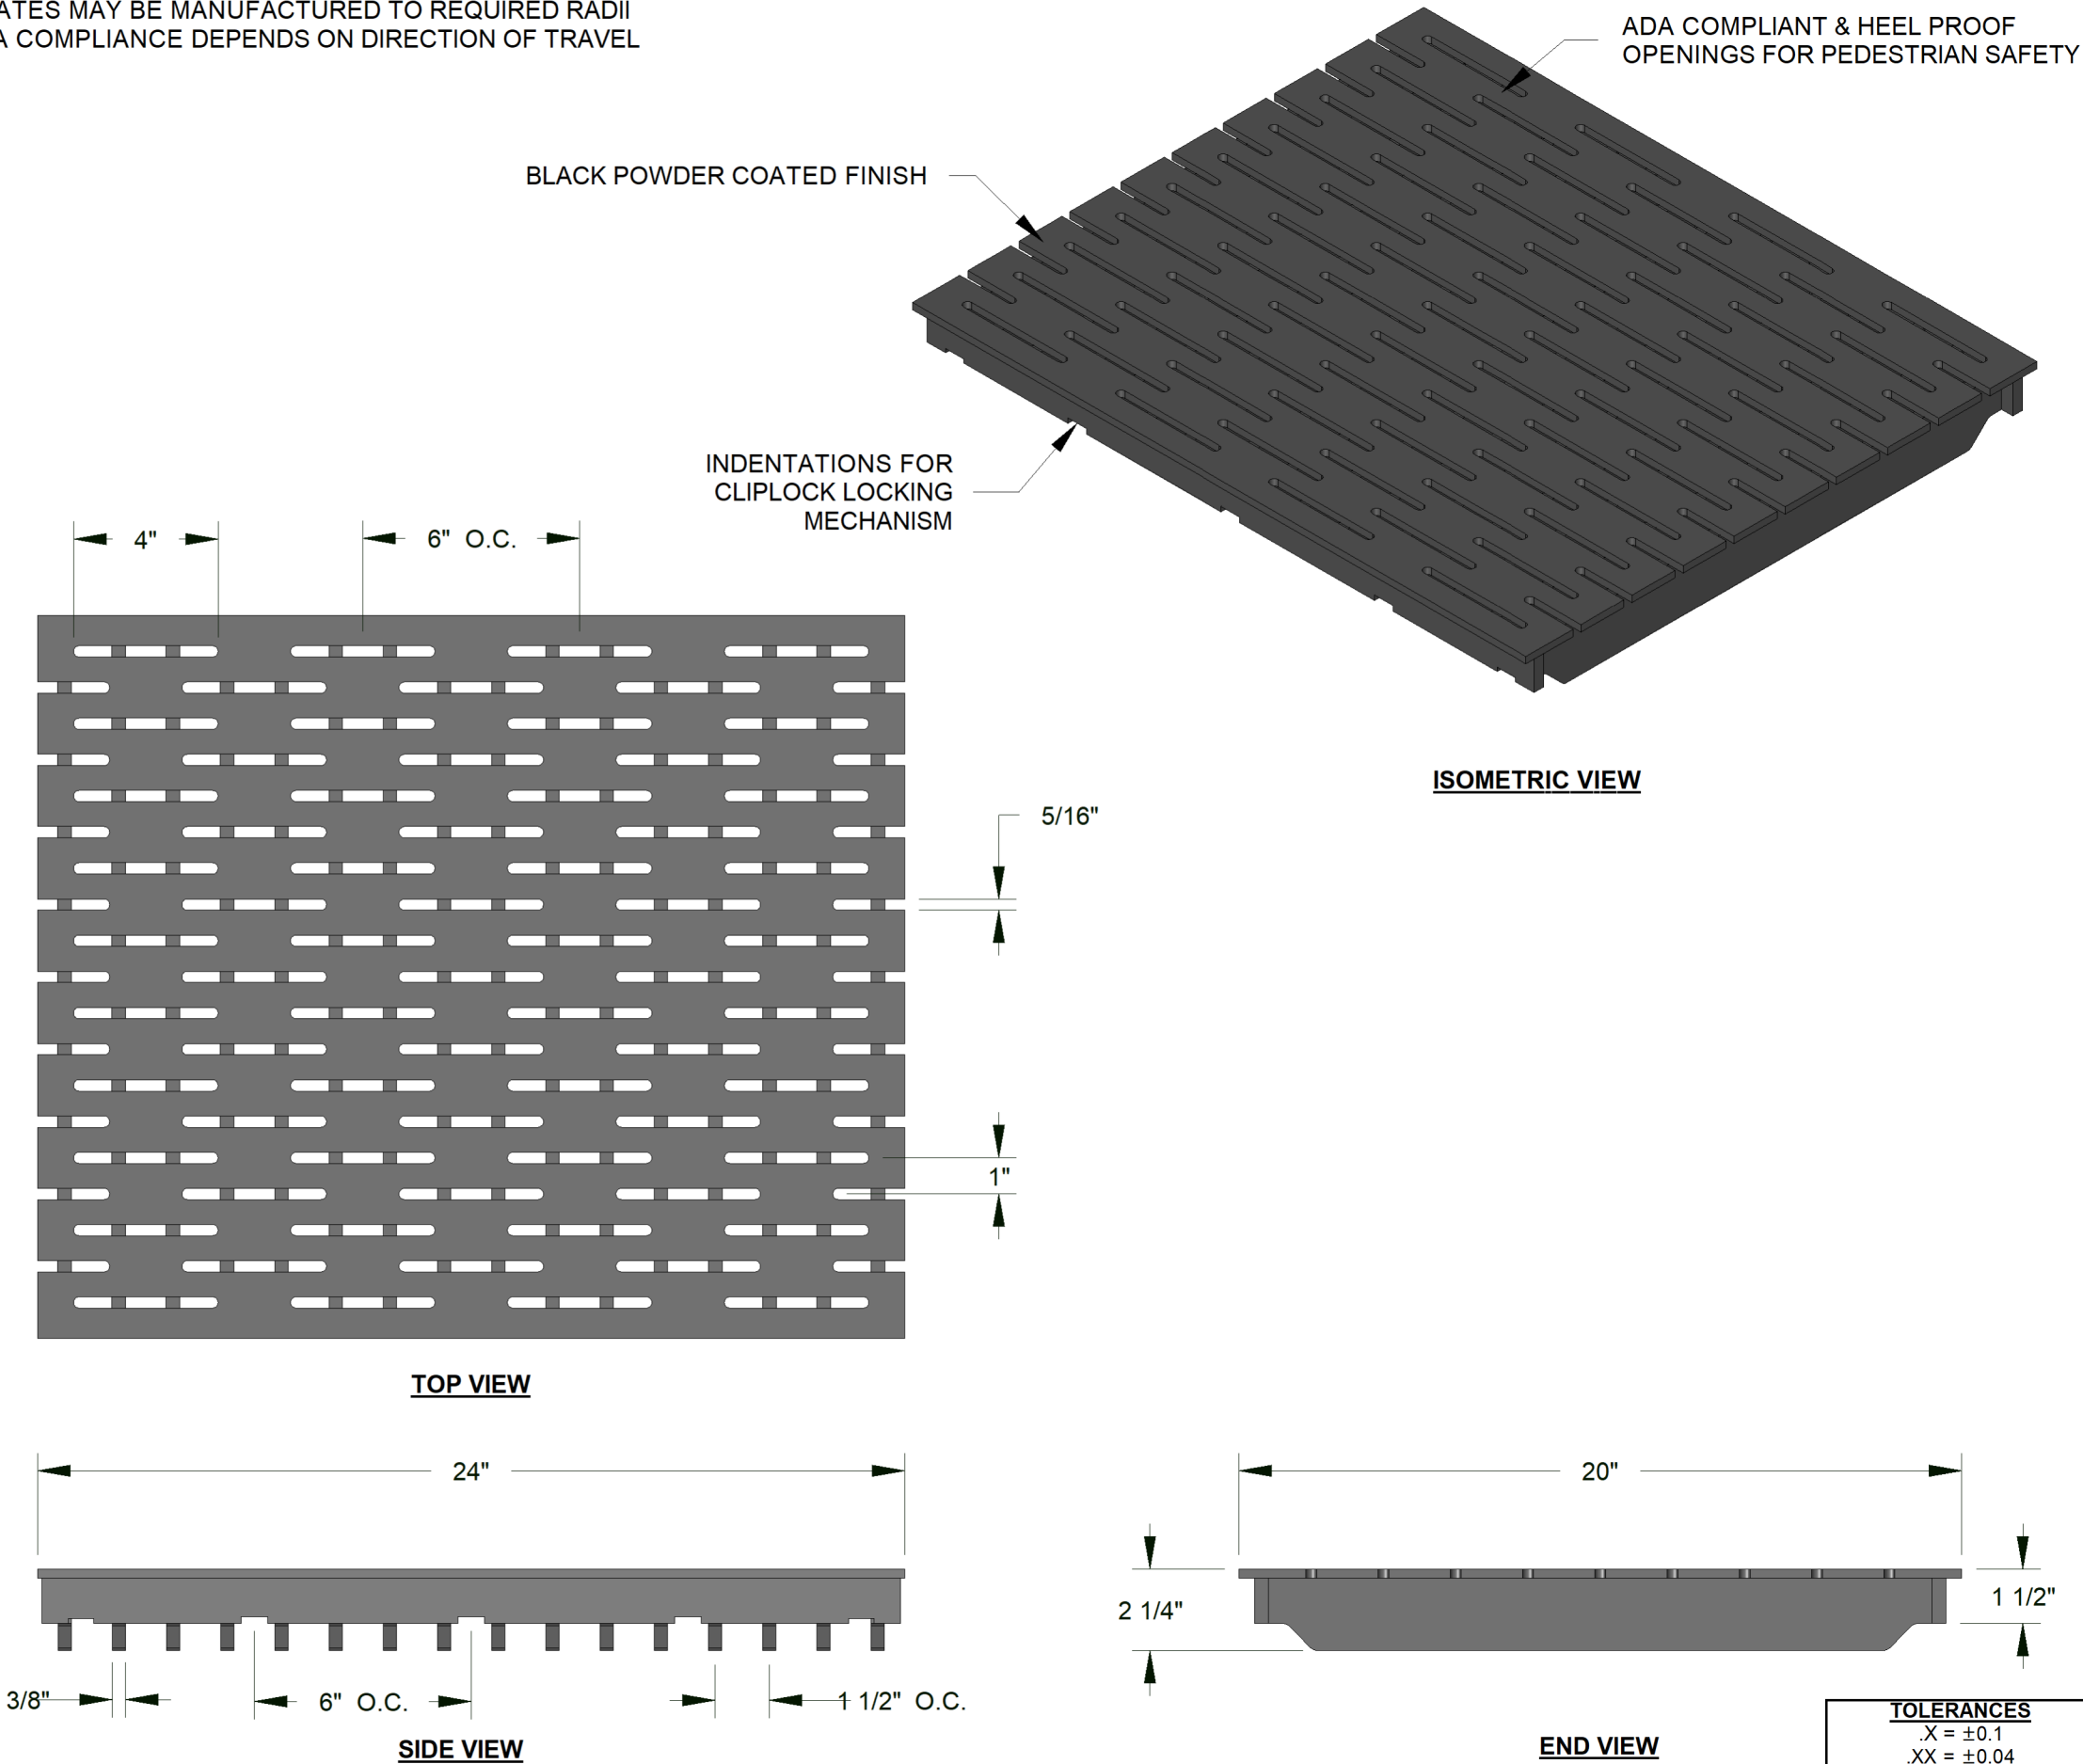 MAY BE MANUFACTURED TO REQUIRED RADII
COMPLIANCE DEPENDS ON DIRECTION OF TRAVEL
ADA COMPLIANT & HEEL PROOF
OPENINGS FOR PEDESTRIAN SAFETY
BLACK POWDER COATED FINISH
INDENTATIONS FOR
CLIPLOCK LOCKING
MECHANISM
4"
6" O.C.
ISOMETRIC VIEW
5/16"
1"
TOP VIEW
24"
20"
2 1/4"
1 1/2"
3/8"
6" O.C.
1 1/2" O.C.
SIDE VIEW
END VIEW
TOLERANCES
.X = ±0.1
.XX = ±0.04